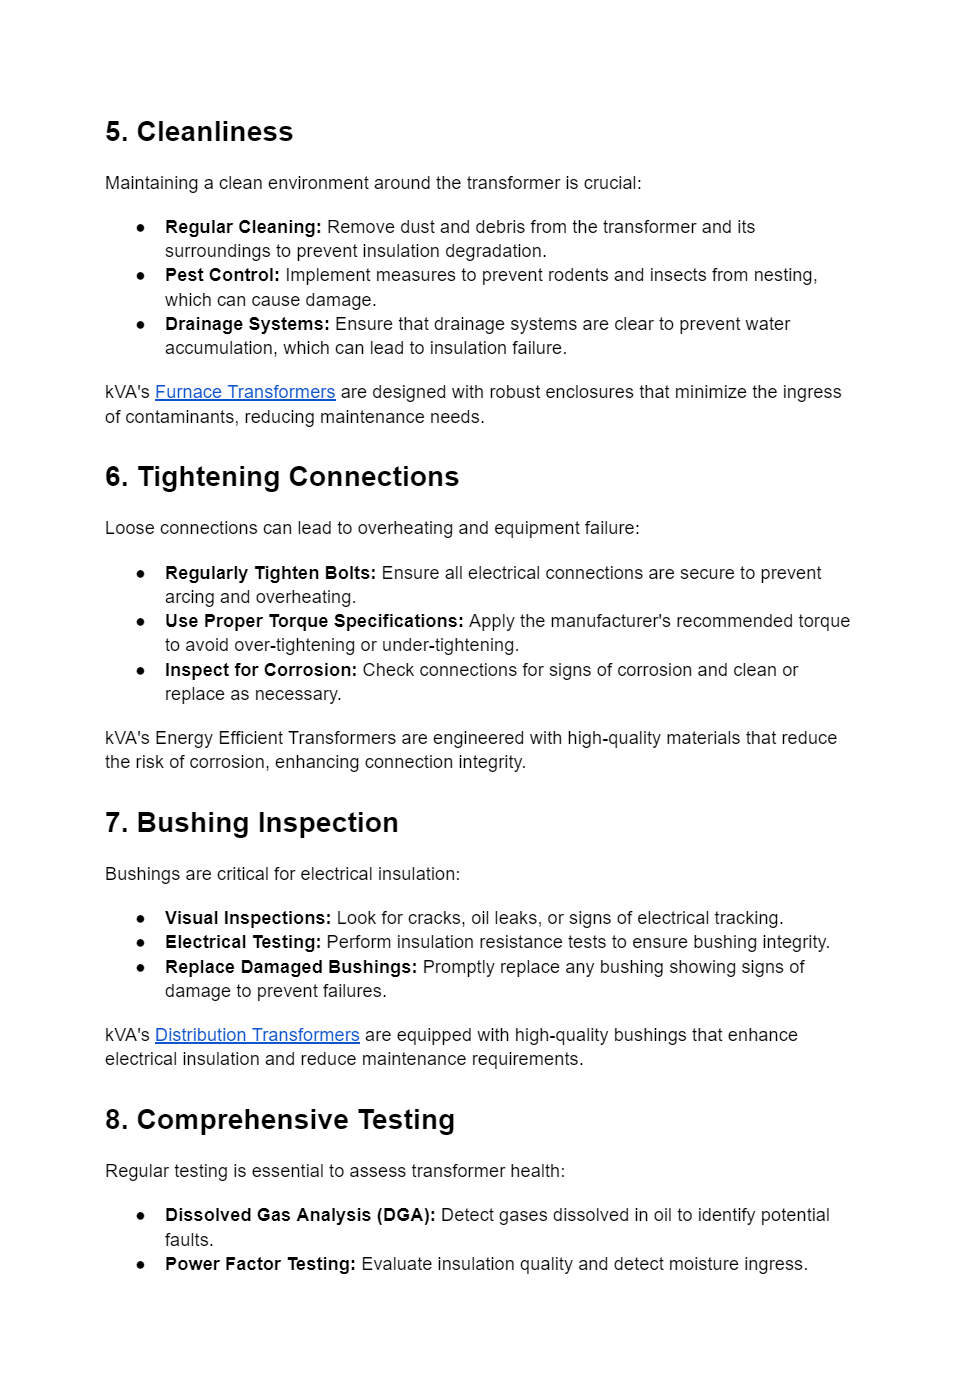 5. Cleanliness
Maintaining a clean environment around the transformer is crucial:
● Regular Cleaning: Remove dust and debris from the transformer and its
surroundings to prevent insulation degradation.
● Pest Control: Implement measures to prevent rodents and insects from nesting,
which can cause damage.
● Drainage Systems: Ensure that drainage systems are clear to prevent water
accumulation, which can lead to insulation failure.
kVA's Furnace Transformers are designed with robust enclosures that minimize the ingress
of contaminants, reducing maintenance needs.
6. Tightening Connections
Loose connections can lead to overheating and equipment failure:
● Regularly Tighten Bolts: Ensure all electrical connections are secure to prevent
arcing and overheating.
● Use Proper Torque Specifications: Apply the manufacturer's recommended torque
to avoid over-tightening or under-tightening.
● Inspect for Corrosion: Check connections for signs of corrosion and clean or
replace as necessary.
kVA's Energy Efficient Transformers are engineered with high-quality materials that reduce
the risk of corrosion, enhancing connection integrity.
7. Bushing Inspection
Bushings are critical for electrical insulation:
● Visual Inspections: Look for cracks, oil leaks, or signs of electrical tracking.
● Electrical Testing: Perform insulation resistance tests to ensure bushing integrity.
● Replace Damaged Bushings: Promptly replace any bushing showing signs of
damage to prevent failures.
kVA's Distribution Transformers are equipped with high-quality bushings that enhance
electrical insulation and reduce maintenance requirements.
8. Comprehensive Testing
Regular testing is essential to assess transformer health:
● Dissolved Gas Analysis (DGA): Detect gases dissolved in oil to identify potential
faults.
● Power Factor Testing: Evaluate insulation quality and detect moisture ingress.